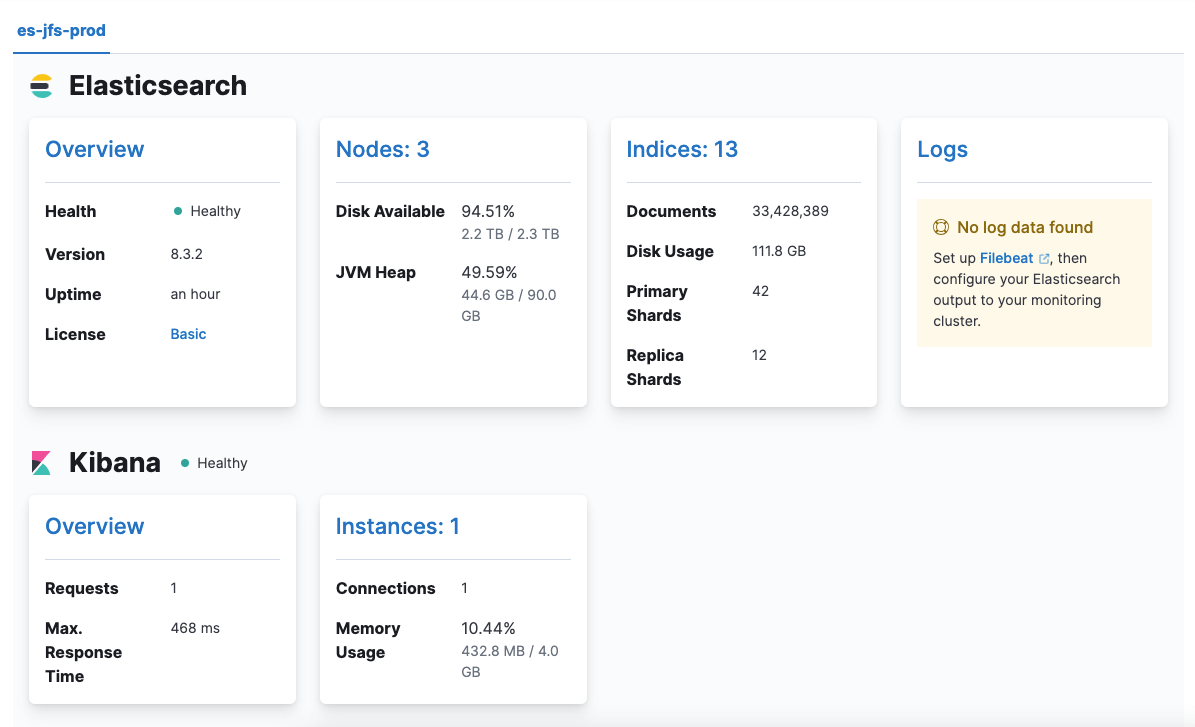 es-jfs-prod
Elasticsearch
Overview
Health Healthy
Version 8.3.2
Uptime an hour
License Basic
Nodes: 3
Disk Available 94.51%
2.2 TB / 2.3 TB
JVM Heap 49.59%
44.6 GB / 90.0
GB
Indices: 13
Documents 33,428,389
Disk Usage 111.8 GB
Primary 42
Shards
Replica 12
Shards
Logs
No log data found
Set up Filebeat, then
configure your Elasticsearch
output to your monitoring
cluster.
Kibana Healthy
Overview
Requests 1
Max. 468 ms
Response
Time
Instances: 1
Connections 1
Memory 10.44%
Usage 432.8 MB / 4.0
GB